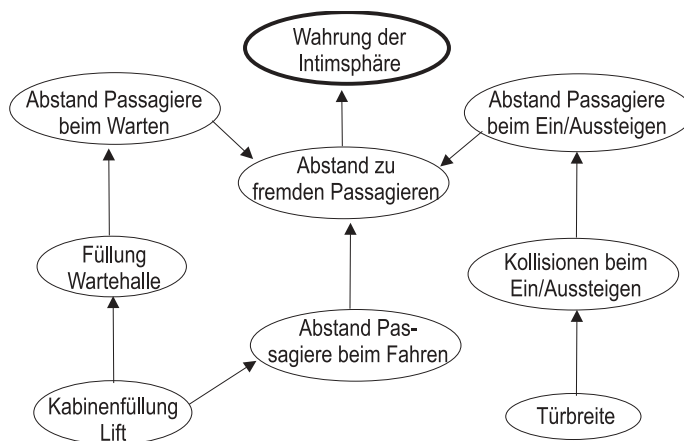 Wahrung der
Intimsphäre
Abstand Passagiere
beim Warten
Abstand Passagiere
beim Ein/Aussteigen
Abstand zu
fremden Passagieren
Füllung
Wartehalle
Kollisionen beim
Ein/Aussteigen
Abstand Pas-
sagiere beim Fahren
Kabinenfüllung
Lift
Türbreite